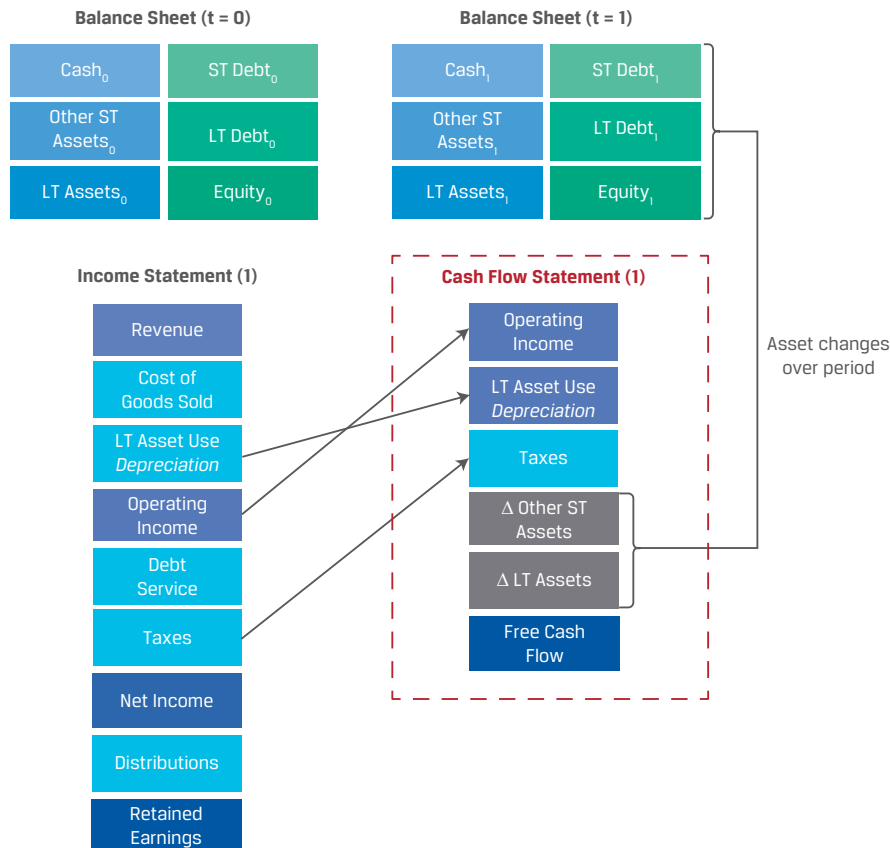 Balance Sheet (t = 0)
Cash₀
ST Debt₀
Other ST
Assets₀
LT Debt₀
LT Assets₀
Equity₀
Balance Sheet (t = 1)
Cash₁
ST Debt₁
Other ST
Assets₁
LT Debt₁
LT Assets₁
Equity₁
Income Statement (1)
Revenue
Cost of
Goods Sold
LT Asset Use
Depreciation
Operating
Income
Debt
Service
Taxes
Net Income
Distributions
Retained
Earnings
Cash Flow Statement (1)
Operating
Income
LT Asset Use
Depreciation
Taxes
Δ Other ST
Assets
Δ LT Assets
Free Cash
Flow
Asset changes
over period